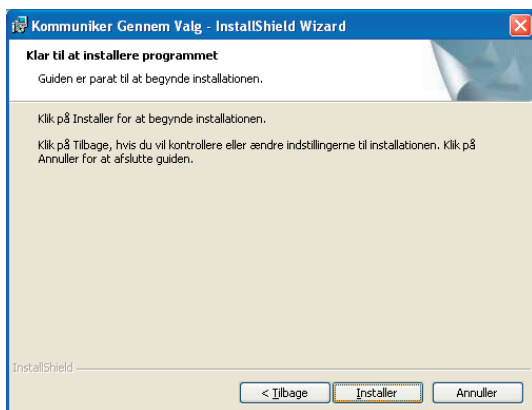 Kommuniker Gennem Valg - InstallShield Wizard
Klar til at installere programmet
Guiden er parat til at begynde installationen.
Klik på Installer for at begynde installationen.
Klik på Tilbage, hvis du vil kontrollere eller ændre indstillingerne til installationen. Klik på
Annuller for at afslutte guiden.
InstallShield
< Tilbage
Installer
Annuller